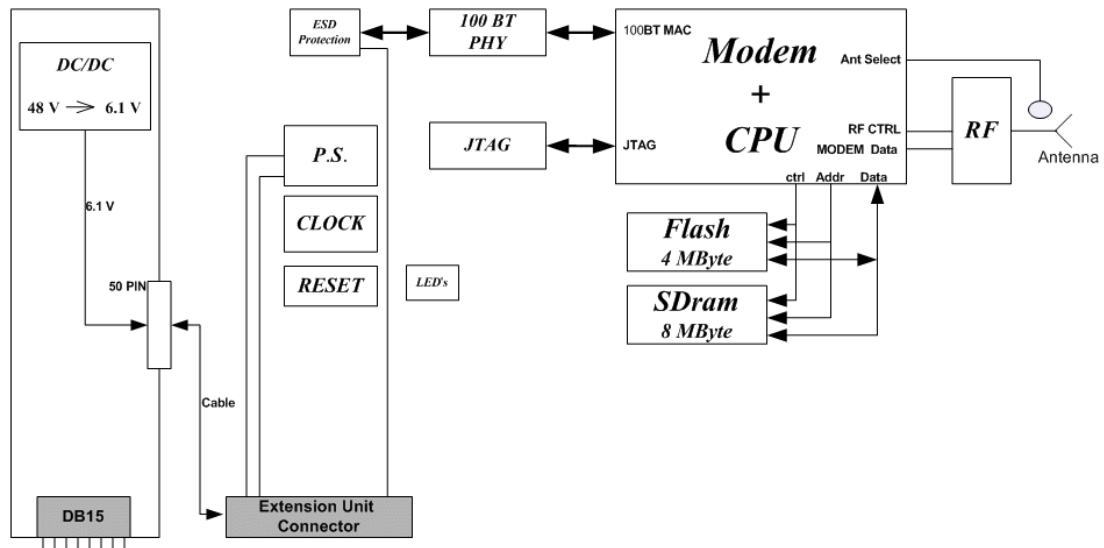 DC/DC
48 V 6.1 V
6.1 V
50 PIN
Cable
DB15
ESD
Protection
100 BT
PHY
P.S.
CLOCK
RESET
LED's
JTAG
Extension Unit
Connector
100BT MAC
Modem
+
CPU
JTAG
Ant Select
RF CTRL
MODEM Data
ctrl Addr Data
RF
Antenna
Flash
4 MByte
SDram
8 MByte